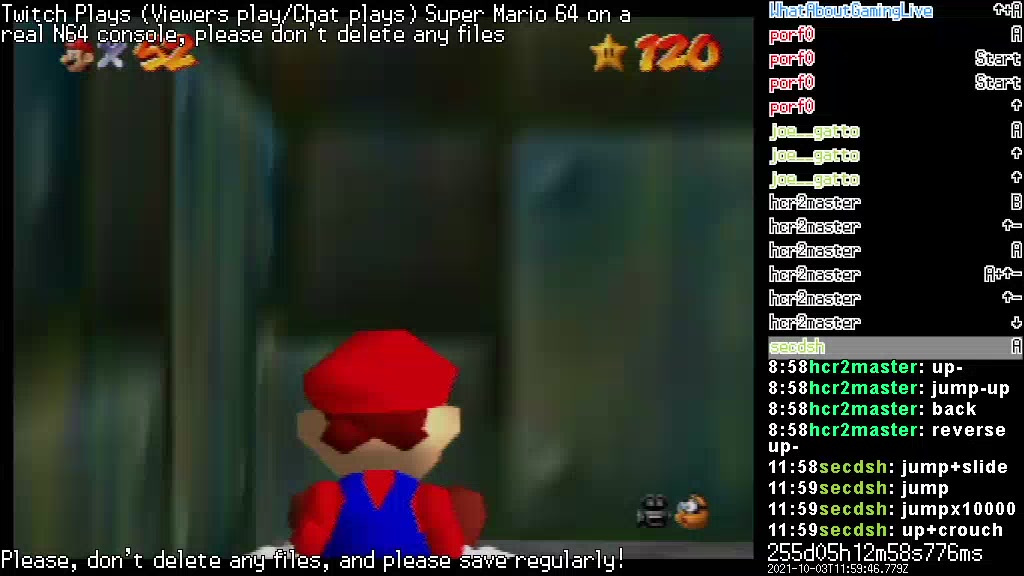 Twitch Plays (Viewers play/Chat plays) Super Mario 64 on a
real N64 console, please don't delete any files
× 52
120
WhatAboutGamingLive ↑+A
porf0 A
porf0 Start
porf0 Start
porf0 ↑
joe__gatto A
joe__gatto ↑
joe__gatto ↑
hcr2master B
hcr2master ↑-
hcr2master A
hcr2master A+↑-
hcr2master ↑-
hcr2master ↓
secdsh A
8:58hcr2master: up-
8:58hcr2master: jump-up
8:58hcr2master: back
8:58hcr2master: reverse
up-
11:58secdsh: jump+slide
11:59secdsh: jump
11:59secdsh: jumpx10000
11:59secdsh: up+crouch
255d05h12m58s776ms
2021-10-03T11:59:46.779Z
Please, don't delete any files, and please save regularly!